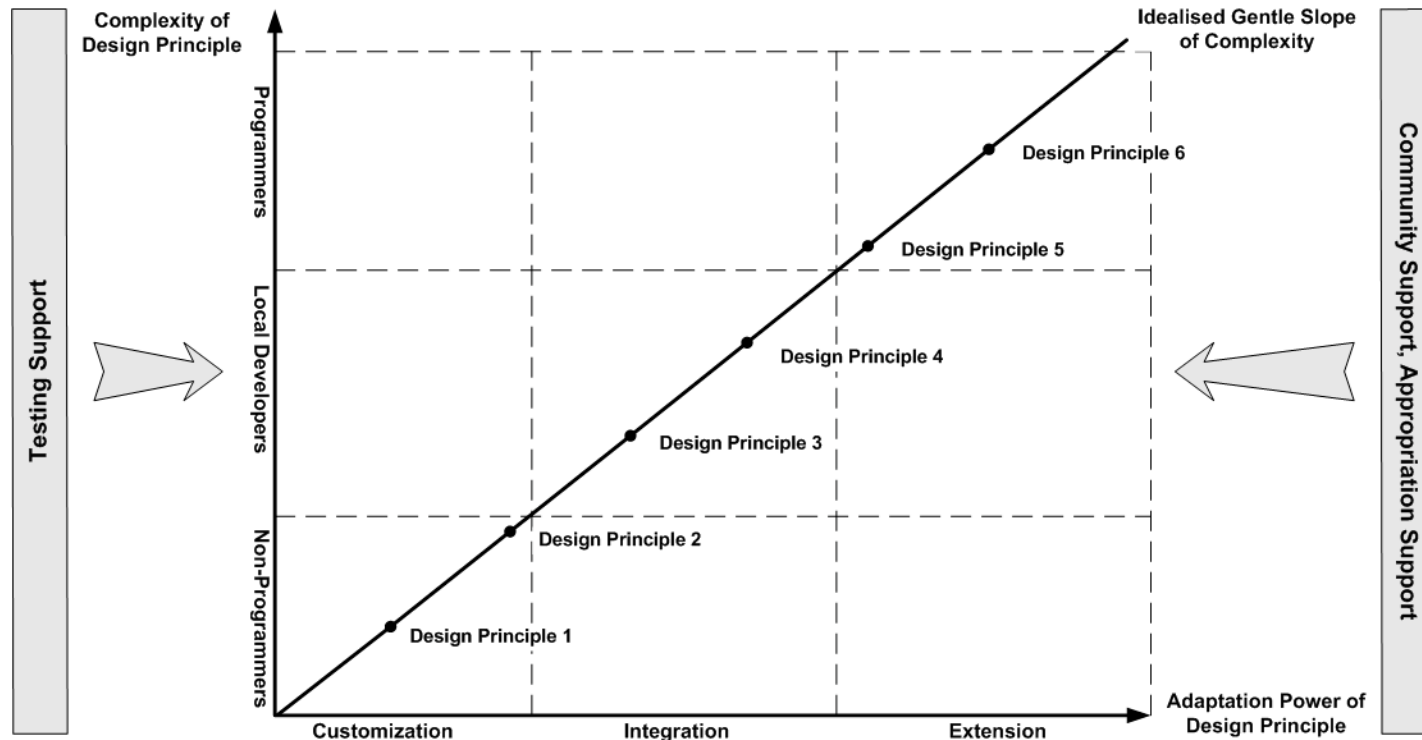 Complexity of
Design Principle
Idealised Gentle Slope
of Complexity
Testing Support
Community Support, Appropriation Support
Programmers
Local Developers
Non-Programmers
Design Principle 6
Design Principle 5
Design Principle 4
Design Principle 3
Design Principle 2
Design Principle 1
Customization
Integration
Extension
Adaptation Power of
Design Principle